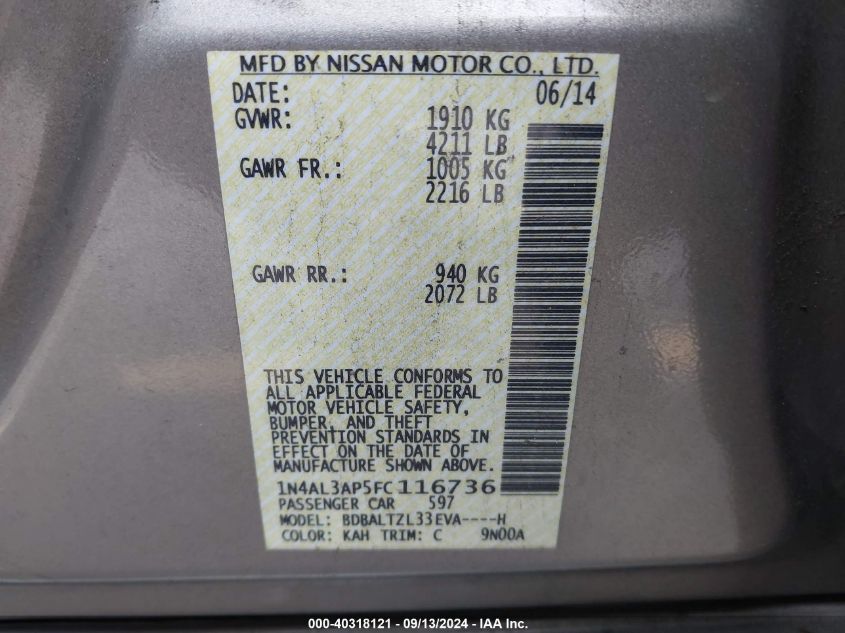 MFD BY NISSAN MOTOR CO., LTD.
DATE: 06/14
GVWR: 1910 KG
4211 LB
GAWR FR.: 1005 KG
2216 LB
GAWR RR.: 940 KG
2072 LB
THIS VEHICLE CONFORMS TO
ALL APPLICABLE FEDERAL
MOTOR VEHICLE SAFETY,
BUMPER, AND THEFT
PREVENTION STANDARDS IN
EFFECT ON THE DATE OF
MANUFACTURE SHOWN ABOVE.
1N4AL3AP5FC116736
PASSENGER CAR 597
MODEL: BDBALTZL33EVA----H
COLOR: KAH TRIM: C 9N00A
000-40318121 - 09/13/2024 - IAA Inc.